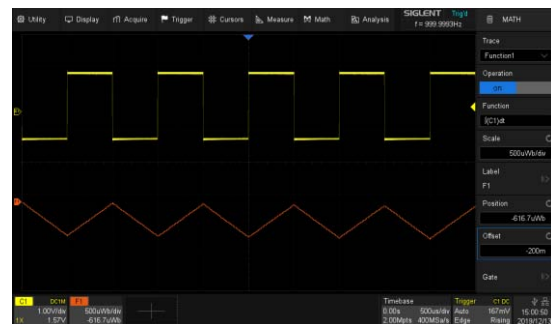 Utility Display Acquire Trigger Cursors Measure Math Analysis SIGLENT Trig'd
f = 999.9993Hz
MATH
Trace
Function1
Operation
on
Function
∫(C1)dt
Scale
500uWb/div
Label
F1
Position
-616.7uWb
Offset
-200m
Gate
C1 DC1M
1.00V/div
1X 1.57V
F1
500uWb/div
-616.7uWb
Timebase
0.00s 500us/div
2.00Mpts 400MSa/s
Trigger C1 DC
Auto 167mV
Edge Rising
15:00:50
2019/12/13